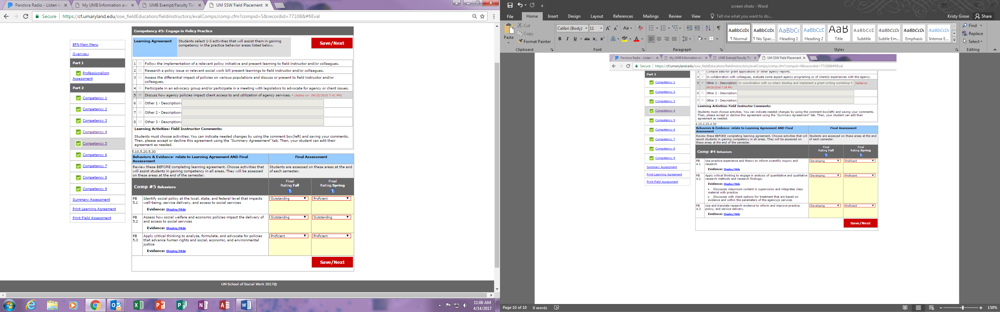 Pandora Radio - Listen to
My UMB Information and
UMB Exempt/Faculty Tim
UM SSW Field Placement
Secure
https://cf.umaryland.edu/ssw_fieldEducation/fieldinstructors/evalComps/comp.cfm?compid=5&recordid=77108&#fiEval
EFN Main Menu
Overview
Part 1
Professionalism
Assessment
Part 2
Competency 1
Competency 2
Competency 3
Competency 4
Competency 5
Competency 6
Competency 7
Competency 8
Competency 9
Summary Assessment
Print Learning Agreement
Print Field Assessment
Competency #5: Engage in Policy Practice
Learning Agreement
Students select 1-3 activities that will assist them in gaining
competency in the practice behavior areas listed below.
Save/Next
1 Follow the implementation of a relevant policy initiative and present learning to field instructor and/or colleagues.
2 Research a policy issue or relevant social work bill present learnings to field instructor and/or colleagues.
3 Assess the differential impact of policies on various populations and discuss or present to field instructor and/or
colleagues.
4 Participate in an advocacy group and/or participate in a meeting with legislators to advocate for agency or client issues.
5 Discuss how agency policies impact client access to and utilization of agency services. - (Added on: 09/25/2016 7:41 PM)
6 Other 1 - Description:
7 Other 2 - Description:
8 Other 3 - Description:
Learning Activities: Field Instructor Comments:
Students must choose activities. You can indicate needed changes by using the comment box(left) and saving your comments.
Then, please accept or decline this agreement using the "Summary Agreeement" tab. Then, your student can edit their
agreement as needed.
5.10,5.20,5.30
Behaviors & Evidence- relate to Learning Agreement AND Final
Assessment
Final Assessment
Review these BEFORE completing learning agreement. Choose activities that
will assist students in gaining competency in all areas. They will be assessed
on these areas at the end of the semester.
Students are assessed on these areas at the end
of each semester.
Comp #5 Behaviors
Final
Rating Fall
Final
Rating Spring
PB
5.1
Identify social policy at the local, state, and federal level that impacts
well-being, service delivery, and access to social services
Evidence: Display/Hide
Outstanding
Proficient
PB
5.2
Assess how social welfare and economic policies impact the delivery of
and access to social services
Evidence: Display/Hide
Outstanding
Outstanding
PB
5.3
Apply critical thinking to analyze, formulate, and advocate for policies
that advance human rights and social, economic, and environmental
justice
Evidence: Display/Hide
Proficient
Proficient
Save/Next
UM School of Social Work 2017©
11:06 AM
4/14/2017
screen shots - Word
File
Home
Insert
Design
Layout
References
Mailings
Review
View
Tell me what you want to do...
Kristy Grose
Share
Paste
Cut
Copy
Format Painter
Clipboard
Calibri (Body)
11
Font
Paragraph
AaBbCcDc
¶ Normal
AaBbCcDc
¶ No Spac...
AaBbCc
Heading 1
AaBbCcD
Heading 2
AaB
Title
AaBbCcD
Subtitle
AaBbCcDc
Subtle Em...
AaBbCcDc
Emphasis
AaBbCcDc
Intense E...
Styles
Find
Replace
Select
Editing
Pandora Radio - Listen to
My UMB Information and
UMB Exempt/Faculty Tim
UM SSW Field Placement
Secure
https://cf.umaryland.edu/ssw_fieldEducation/fieldinstructors/evalComps/comp.cfm?compid=4&recordid=77108&#fiEval
Part 2
Competency 1
Competency 2
Competency 3
Competency 4
Competency 5
Competency 6
Competency 7
Competency 8
Competency 9
Summary Assessment
Print Learning Agreement
Print Field Assessment
3 Compile data for grant applications or other agency reports.
4 In collaboration with colleagues, evaluate some aspect agency programing or of clientÿs experiences with the agency.
5 Other 1 - Description: In coordination with co-intern develop and implement a grant writing workshop fo (Added on:
09/25/2016 7:38 PM)
6 Other 2 - Description:
7 Other 3 - Description:
Learning Activities: Field Instructor Comments:
Students must choose activities. You can indicate needed changes by using the comment box(left) and saving your comments.
Then, please accept or decline this agreement using the "Summary Agreeement" tab. Then, your student can edit their
agreement as needed.
4.10,4.20,4.30
Behaviors & Evidence- relate to Learning Agreement AND Final
Assessment
Final Assessment
Review these BEFORE completing learning agreement. Choose activities that will
assist students in gaining competency in all areas. They will be assessed on
these areas at the end of the semester.
Students are assessed on these areas at the end
of each semester.
Comp #4 Behaviors
Final
Rating Fall
Final
Rating Spring
PB
4.1
Use practice experience and theory to inform scientific inquiry and
research
Evidence: Display/Hide
Developing
Proficient
PB
4.2
Apply critical thinking to engage in analysis of quantitative and qualitative
research methods and research findings;
Evidence: Display/Hide
Discusses classroom content in supervision and integrates class
material with practice
Discusses with client options for treatment that are based on
evidence and within the parameters of the agencyÿs services
Developing
Proficient
PB
4.3
Use and translate research evidence to inform and improve practice,
policy, and service delivery.
Evidence: Display/Hide
Developing
Proficient
Save/Next
Page 10 of 10
0 words
150%